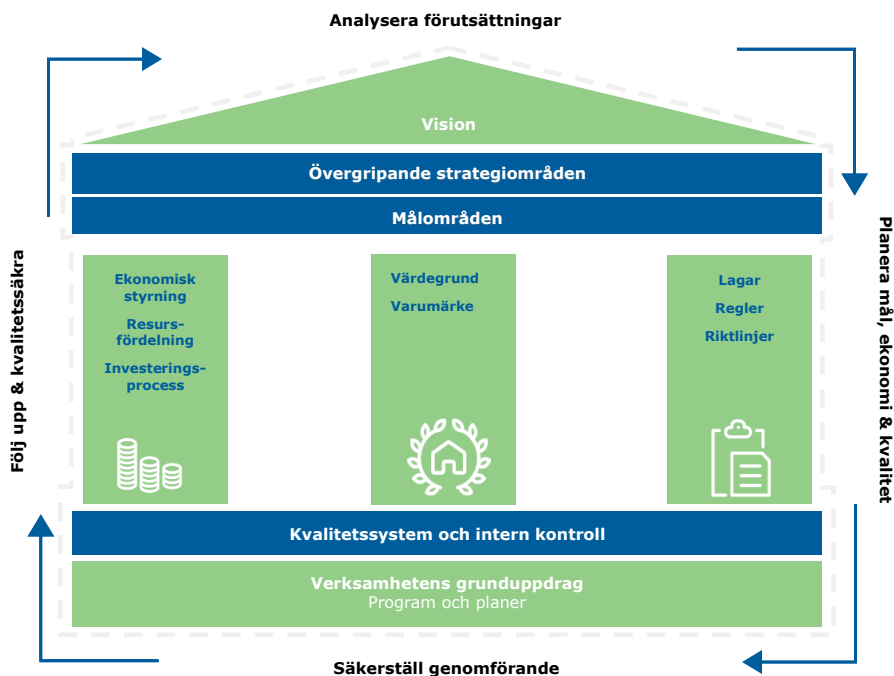 Analysera förutsättningar
Vision
Övergripande strategiområden
Målområden
Ekonomisk
styrning
Resurs-
fördelning
Investerings-
process
Värdegrund
Varumärke
Lagar
Regler
Riktlinjer
Följ upp & kvalitetssäkra
Planera mål, ekonomi & kvalitet
Kvalitetssystem och intern kontroll
Verksamhetens grunduppdrag
Program och planer
Säkerställ genomförande